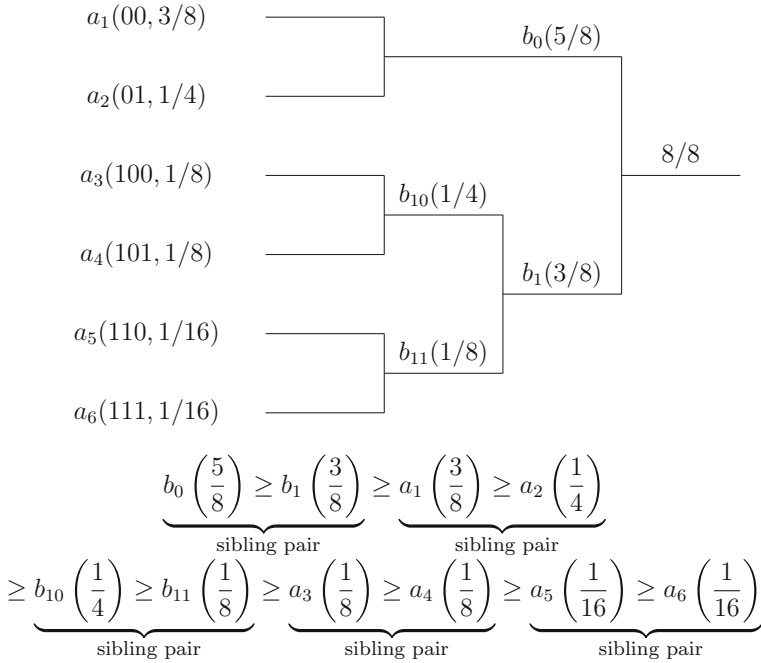 a₁(00, 3/8)
b₀(5/8)
a₂(01, 1/4)
8/8
a₃(100, 1/8)
b₁₀(1/4)
a₄(101, 1/8)
b₁(3/8)
a₅(110, 1/16)
b₁₁(1/8)
a₆(111, 1/16)
b₀ (5/8) ≥ b₁ (3/8) ≥ a₁ (3/8) ≥ a₂ (1/4)
sibling pair sibling pair
≥ b₁₀ (1/4) ≥ b₁₁ (1/8) ≥ a₃ (1/8) ≥ a₄ (1/8) ≥ a₅ (1/16) ≥ a₆ (1/16)
sibling pair sibling pair sibling pair